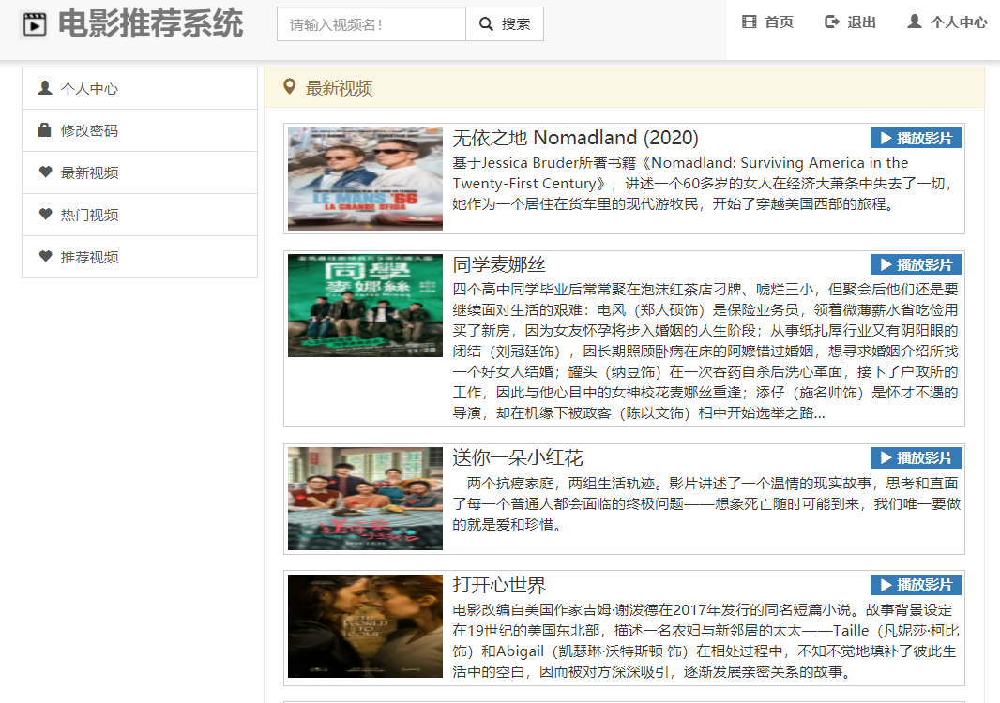 电影推荐系统
请输入视频名！
搜索
首页
退出
个人中心
个人中心
修改密码
最新视频
热门视频
推荐视频
最新视频
LE MANS '66
LA GRANDE SFIDA
无依之地 Nomadland (2020)
播放影片
基于Jessica Bruder所著书籍《Nomadland: Surviving America in the
Twenty-First Century》，讲述一个60多岁的女人在经济大萧条中失去了一切，
她作为一个居住在货车里的现代游牧民，开始了穿越美国西部的旅程。
同學
麥娜絲
11/20
同学麦娜丝
播放影片
四个高中同学毕业后常常聚在泡沫红茶店刁牌、唬烂三小，但聚会后他们还是要
继续面对生活的艰难：电风（郑人硕饰）是保险业务员，领着微薄薪水省吃俭用
买了新房，因为女友怀孕将步入婚姻的人生阶段；从事纸扎屋行业又有阴阳眼的
闭结（刘冠廷饰），因长期照顾卧病在床的阿嬷错过婚姻，想寻求婚姻介绍所找
一个好女人结婚；罐头（纳豆饰）在一次吞药自杀后洗心革面，接下了户政所的
工作，因此与他心目中的女神校花麦娜丝重逢；添仔（施名帅饰）是怀才不遇的
导演，却在机缘下被政客（陈以文饰）相中开始选举之路...
送你一朵小红花
播放影片
两个抗癌家庭，两组生活轨迹。影片讲述了一个温情的现实故事，思考和直面
了每一个普通人都会面临的终极问题——想象死亡随时可能到来，我们唯一要做
的就是爱和珍惜。
THE
WORLD
TO
COME
打开心世界
播放影片
电影改编自美国作家吉姆·谢泼德在2017年发行的同名短篇小说。故事背景设定
在19世纪的美国东北部，描述一名农妇与新邻居的太太——Taille（凡妮莎·柯比
饰）和Abigail（凯瑟琳·沃特斯顿 饰）在相处过程中，不知不觉地填补了彼此生
活中的空白，因而被对方深深吸引，逐渐发展亲密关系的故事。